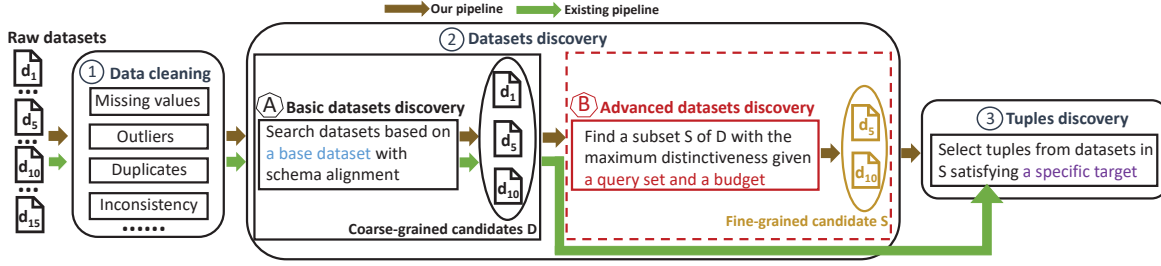 Our pipeline
Existing pipeline
Raw datasets
d1
...
d5
...
d10
...
d15
1 Data cleaning
Missing values
Outliers
Duplicates
Inconsistency
......
2 Datasets discovery
A Basic datasets discovery
Search datasets based on
a base dataset with
schema alignment
d1
d5
d10
Coarse-grained candidates D
B Advanced datasets discovery
Find a subset S of D with the
maximum distinctiveness given
a query set and a budget
d5
d10
Fine-grained candidate S
3 Tuples discovery
Select tuples from datasets in
S satisfying a specific target